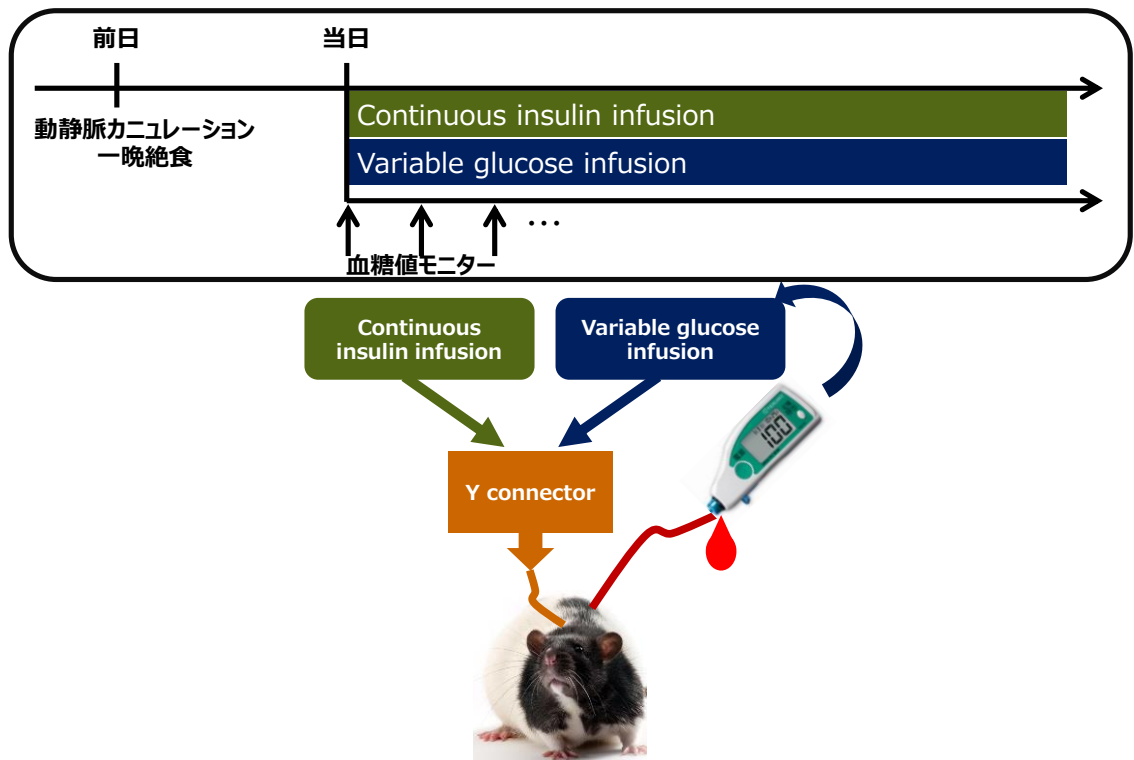 前日
当日
動静脈カニュレーション
一晩絶食
Continuous insulin infusion
Variable glucose infusion
...
血糖値モニター
Continuous
insulin infusion
Variable glucose
infusion
100
Y connector